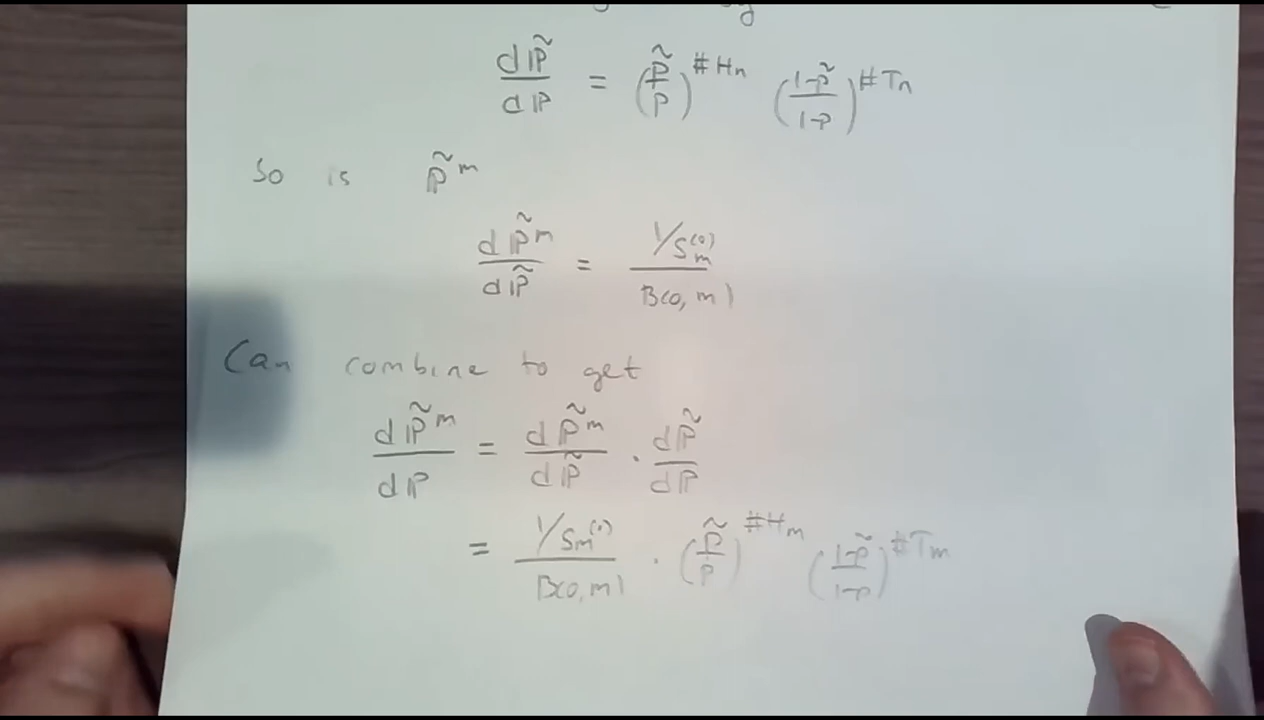 dP̃/dP = (p̃/p)^#Hn ((1-p̃)/(1-p))^#Tn
So is P̃^m
dP̃^m/dP̃ = (1/S_m^(0))/B(0,m)
Can combine to get
dP̃^m/dP = dP̃^m/dP̃ · dP̃/dP
= (1/S_m^(0))/B(0,m) · (p̃/p)^#Hm ((1-p̃)/(1-p))^#Tm